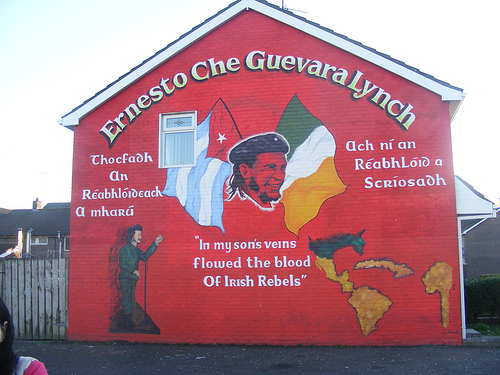 Ernesto Che Guevara Lynch
Thocfadh
An
Réabhlóideach
A mhará
Ach ní an
Réabhlóid a
Scriosadh
"In my son's veins
flowed the blood
Of Irish Rebels"